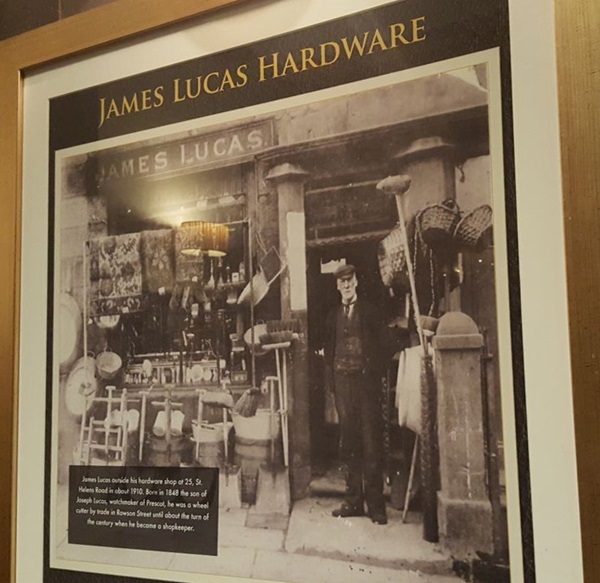 JAMES LUCAS HARDWARE
JAMES LUCAS.
James Lucas outside his hardware shop at 25, St.
Helens Road in about 1910. Born in 1848 the son of
Joseph Lucas, watchmaker of Prescot, he was a wheel
cutter by trade in Rowson Street until about the turn of
the century when he became a shopkeeper.